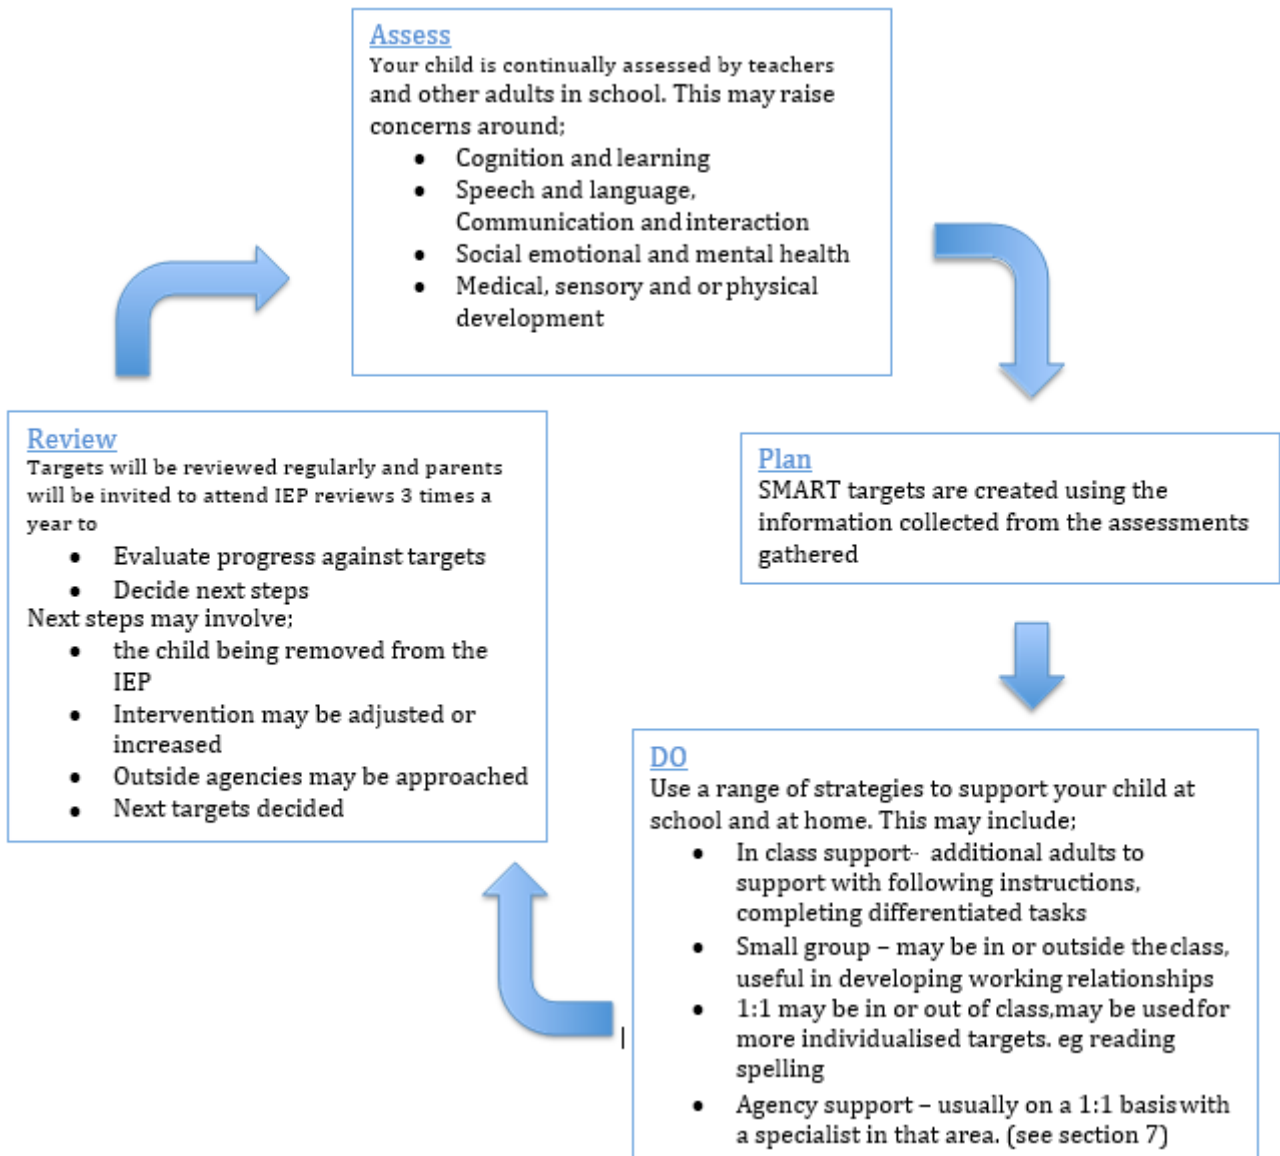 Assess
Your child is continually assessed by teachers
and other adults in school. This may raise
concerns around;
• Cognition and learning
• Speech and language,
Communication and interaction
• Social emotional and mental health
• Medical, sensory and or physical
development
Plan
SMART targets are created using the
information collected from the assessments
gathered
DO
Use a range of strategies to support your child at
school and at home. This may include;
• In class support- additional adults to
support with following instructions,
completing differentiated tasks
• Small group – may be in or outside the class,
useful in developing working relationships
• 1:1 may be in or out of class,may be used for
more individualised targets. eg reading
spelling
• Agency support – usually on a 1:1 basis with
a specialist in that area. (see section 7)
Review
Targets will be reviewed regularly and parents
will be invited to attend IEP reviews 3 times a
year to
• Evaluate progress against targets
• Decide next steps
Next steps may involve;
• the child being removed from the
IEP
• Intervention may be adjusted or
increased
• Outside agencies may be approached
• Next targets decided